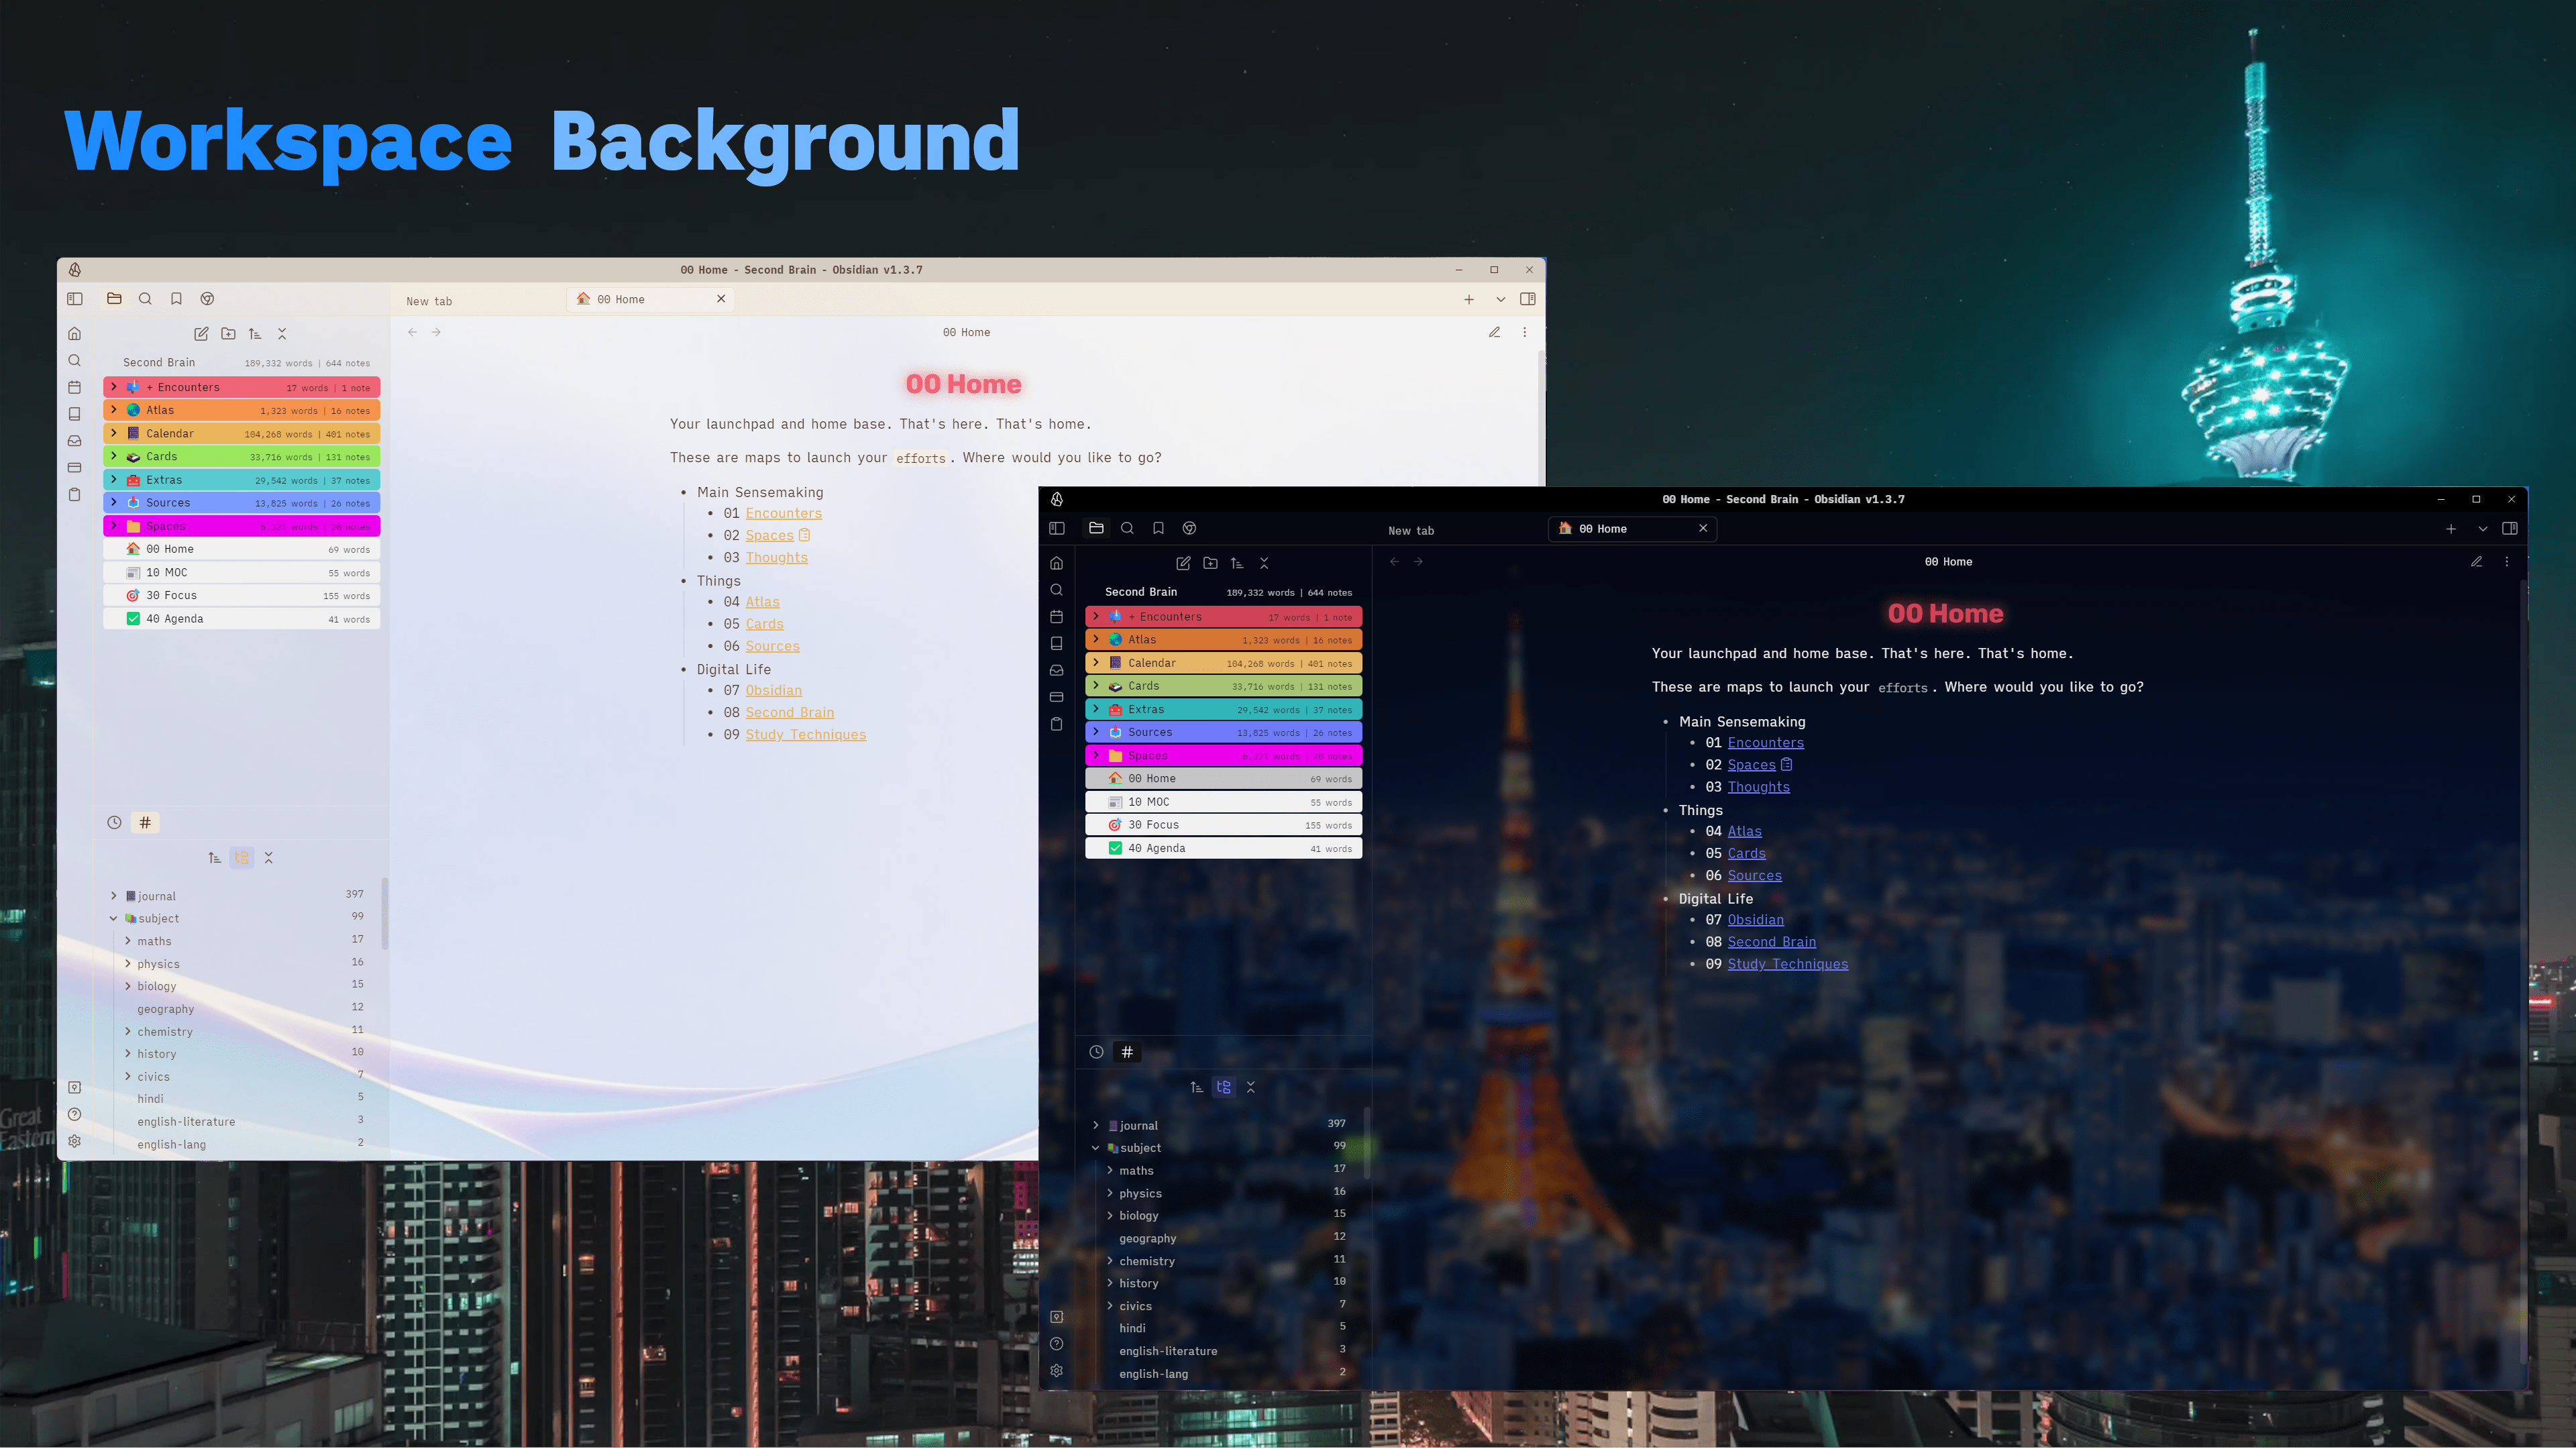 Workspace Background
00 Home - Second Brain - Obsidian v1.3.7
New tab
00 Home
00 Home
Second Brain 189,332 words | 644 notes
+ Encounters 17 words | 1 note
Atlas 1,323 words | 16 notes
Calendar 104,268 words | 401 notes
Cards 33,716 words | 131 notes
Extras 29,542 words | 37 notes
Sources 13,825 words | 26 notes
Spaces 6,321 words | 28 notes
00 Home 69 words
10 MOC 55 words
30 Focus 155 words
40 Agenda 41 words
journal 397
subject 99
maths 17
physics 16
biology 15
geography 12
chemistry 11
history 10
civics 7
hindi 5
english-literature 3
english-lang 2
00 Home
Your launchpad and home base. That's here. That's home.
These are maps to launch your efforts. Where would you like to go?
• Main Sensemaking
• 01 Encounters
• 02 Spaces
• 03 Thoughts
• Things
• 04 Atlas
• 05 Cards
• 06 Sources
• Digital Life
• 07 Obsidian
• 08 Second Brain
• 09 Study Techniques
00 Home - Second Brain - Obsidian v1.3.7
New tab
00 Home
00 Home
Second Brain 189,332 words | 644 notes
+ Encounters 17 words | 1 note
Atlas 1,323 words | 16 notes
Calendar 104,268 words | 401 notes
Cards 33,716 words | 131 notes
Extras 29,542 words | 37 notes
Sources 13,825 words | 26 notes
Spaces 6,321 words | 28 notes
00 Home 69 words
10 MOC 55 words
30 Focus 155 words
40 Agenda 41 words
journal 397
subject 99
maths 17
physics 16
biology 15
geography 12
chemistry 11
history 10
civics 7
hindi 5
english-literature 3
english-lang 2
00 Home
Your launchpad and home base. That's here. That's home.
These are maps to launch your efforts. Where would you like to go?
• Main Sensemaking
• 01 Encounters
• 02 Spaces
• 03 Thoughts
• Things
• 04 Atlas
• 05 Cards
• 06 Sources
• Digital Life
• 07 Obsidian
• 08 Second Brain
• 09 Study Techniques
Great
Eastern